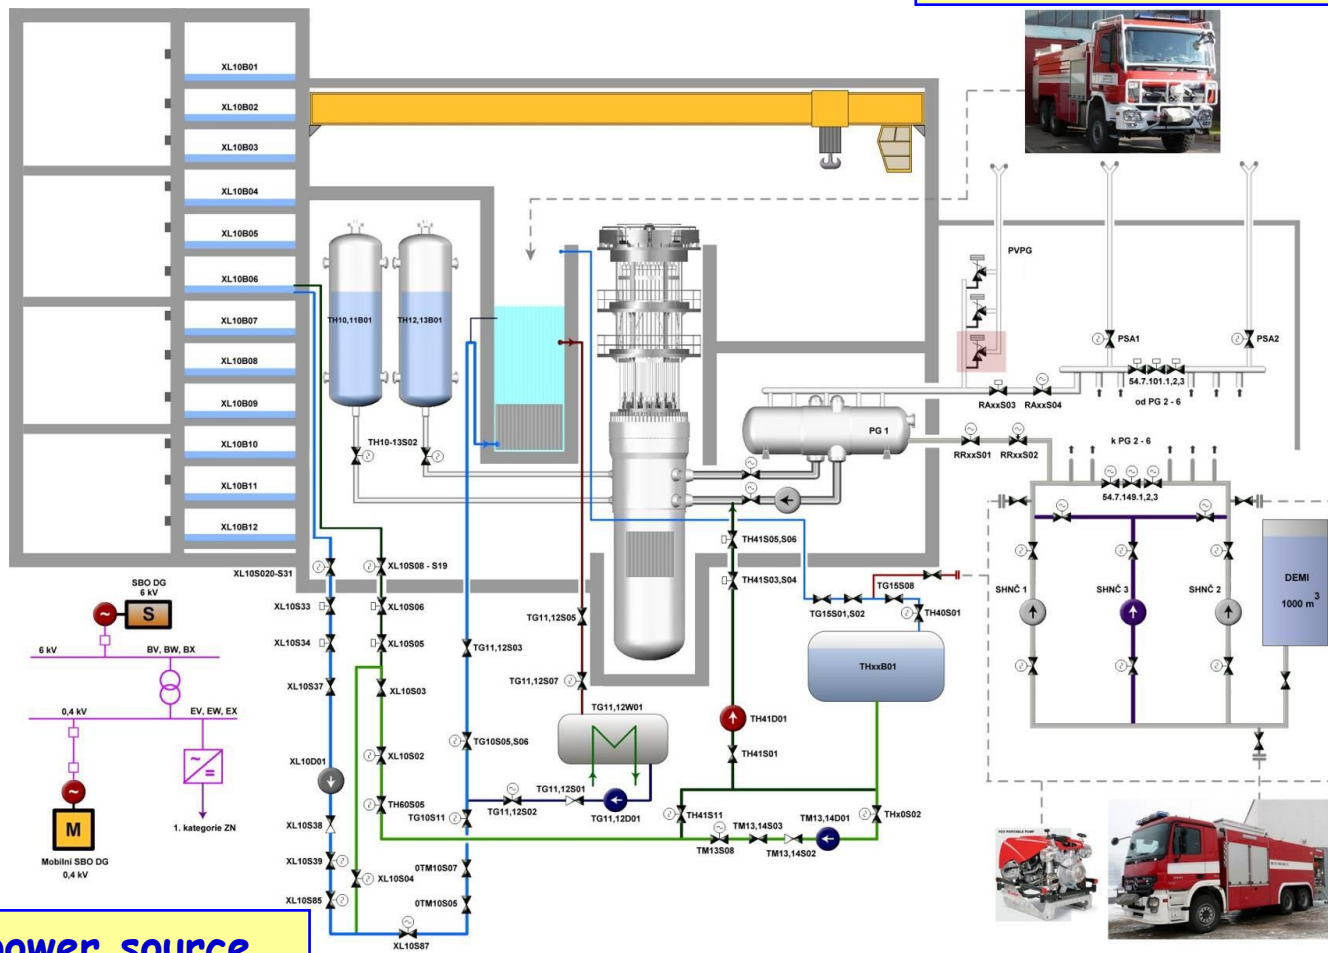 XL10B01
XL10B02
XL10B03
XL10B04
XL10B05
XL10B06
XL10B07
XL10B08
XL10B09
XL10B10
XL10B11
XL10B12
TH10,11B01
TH12,13B01
TH10-13S02
PVPG
PSA1
PSA2
54.7.101.1,2,3
RAxxS03
RAxxS04
od PG 2 - 6
PG 1
k PG 2 - 6
RRxxS01
RRxxS02
54.7.149.1,2,3
TH41S05,S06
TH41S03,S04
TG15S08
TG15S01,S02
TH40S01
THxxB01
SHNČ 1
SHNČ 3
SHNČ 2
DEMI
1000 m3
XL10S020-S31
XL10S08 - S19
XL10S33
XL10S06
XL10S34
XL10S05
XL10S37
XL10S03
XL10D01
XL10S02
XL10S38
TH60S05
XL10S39
XL10S04
XL10S85
XL10S87
TG11,12S05
TG11,12S03
TG11,12S07
TG11,12W01
TG10S05,S06
TG11,12S01
TG11,12S02
TG11,12D01
TG10S11
0TM10S07
0TM10S05
TH41D01
TH41S01
TH41S11
TM13S08
TM13,14S03
TM13,14S02
TM13,14D01
THx0S02
SBO DG
6 kV
S
6 kV
BV, BW, BX
0,4 kV
EV, EW, EX
M
Mobilní SBO DG
0,4 kV
1. kategorie ZN
FOX PORTABLE PUMP
power source